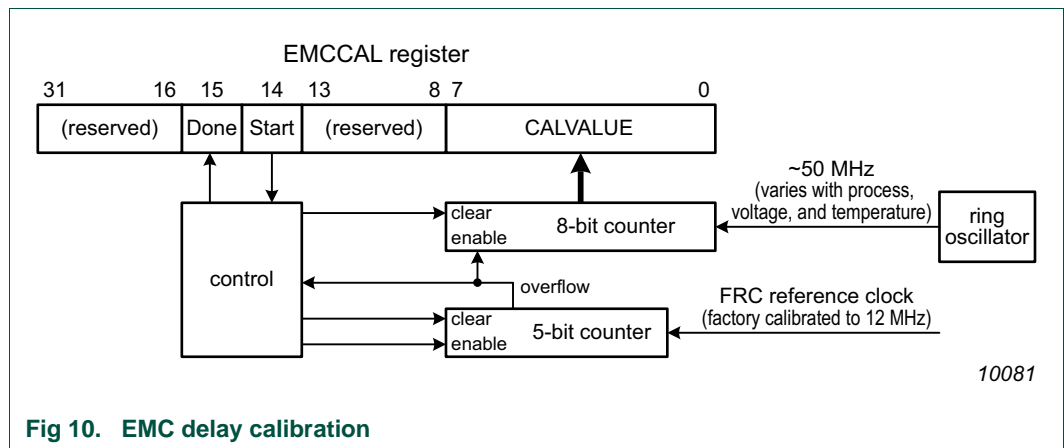 EMCCAL register
31 16 15 14 13 8 7 0
(reserved) Done Start (reserved) CALVALUE
~50 MHz
(varies with process,
voltage, and temperature)
ring
oscillator
clear
enable
8-bit counter
control
overflow
FRC reference clock
(factory calibrated to 12 MHz)
clear
enable
5-bit counter
10081
Fig 10. EMC delay calibration